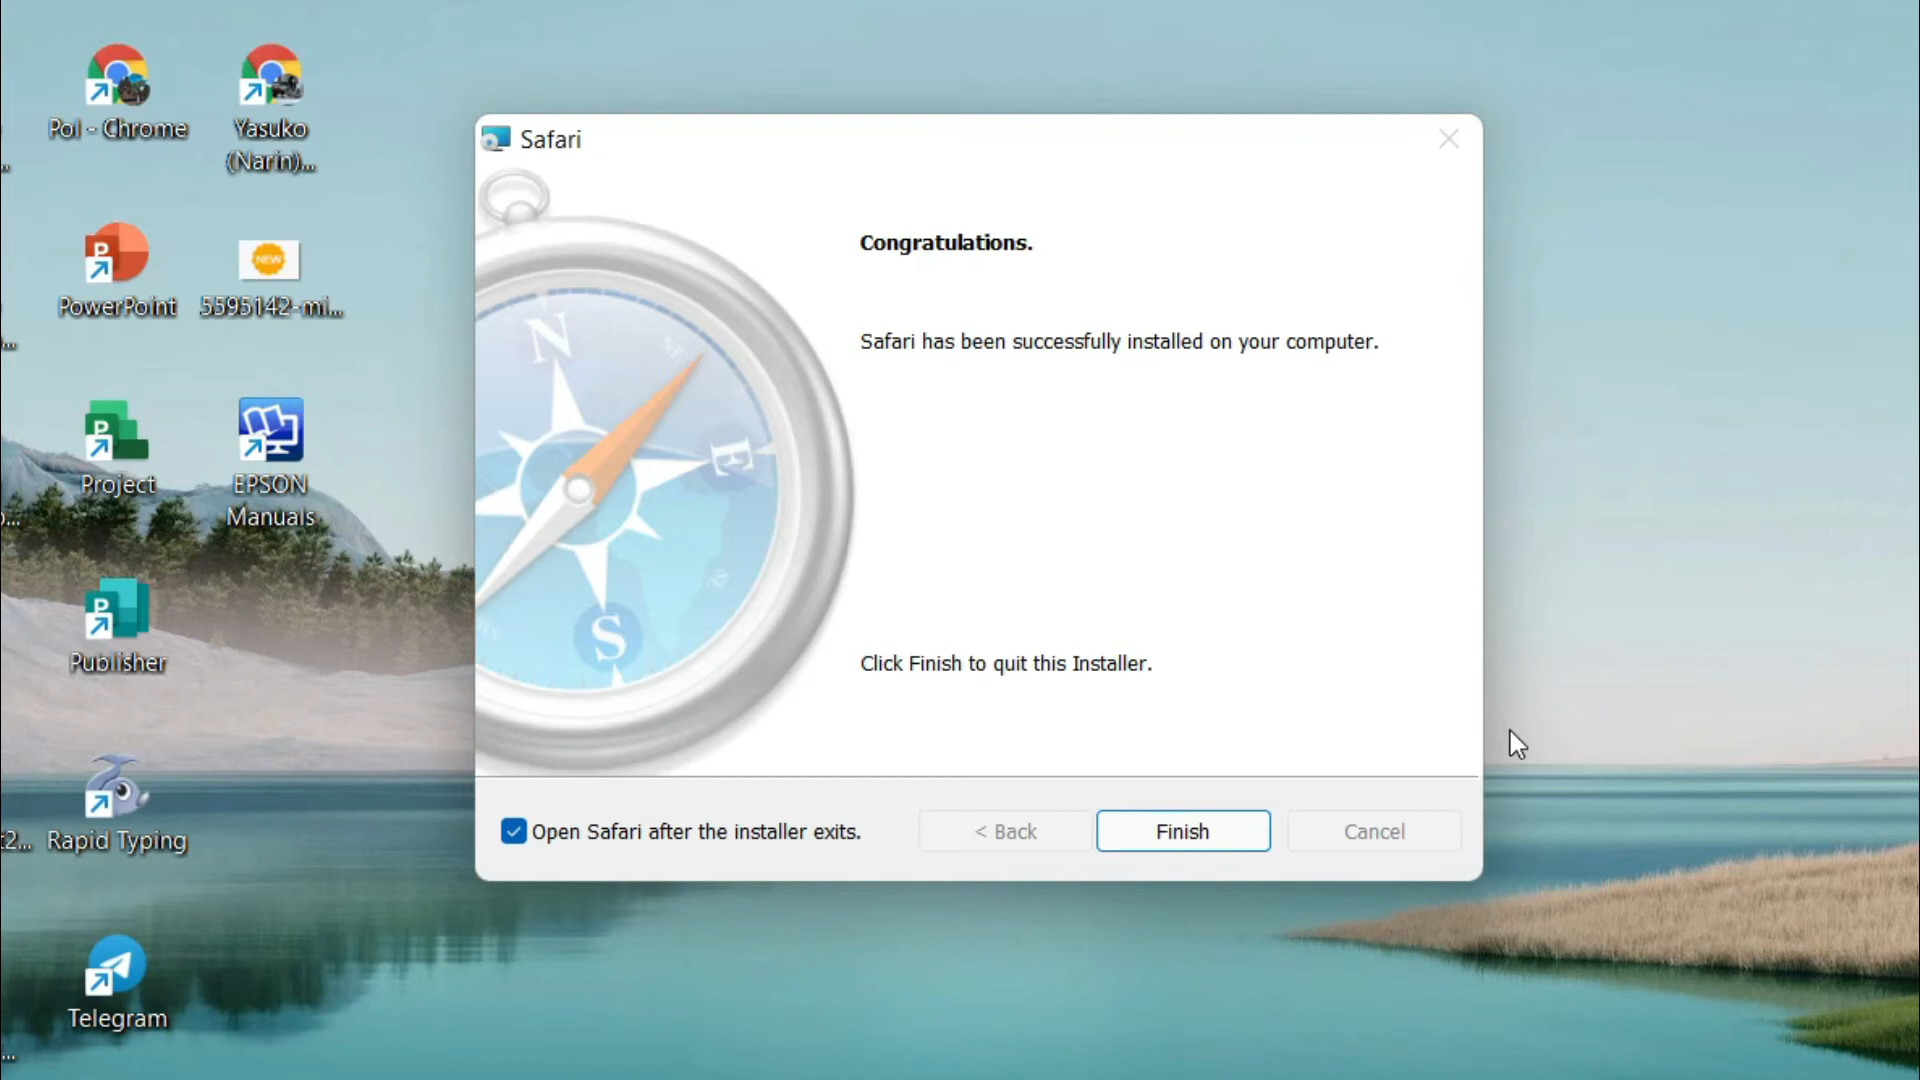 Pol - Chrome
Yasuko
(Narin)...
PowerPoint
NEW
5595142-mi...
Project
EPSON
Manuals
Publisher
Rapid Typing
Telegram
Safari
N
E
S
Congratulations.
Safari has been successfully installed on your computer.
Click Finish to quit this Installer.
Open Safari after the installer exits.
< Back
Finish
Cancel